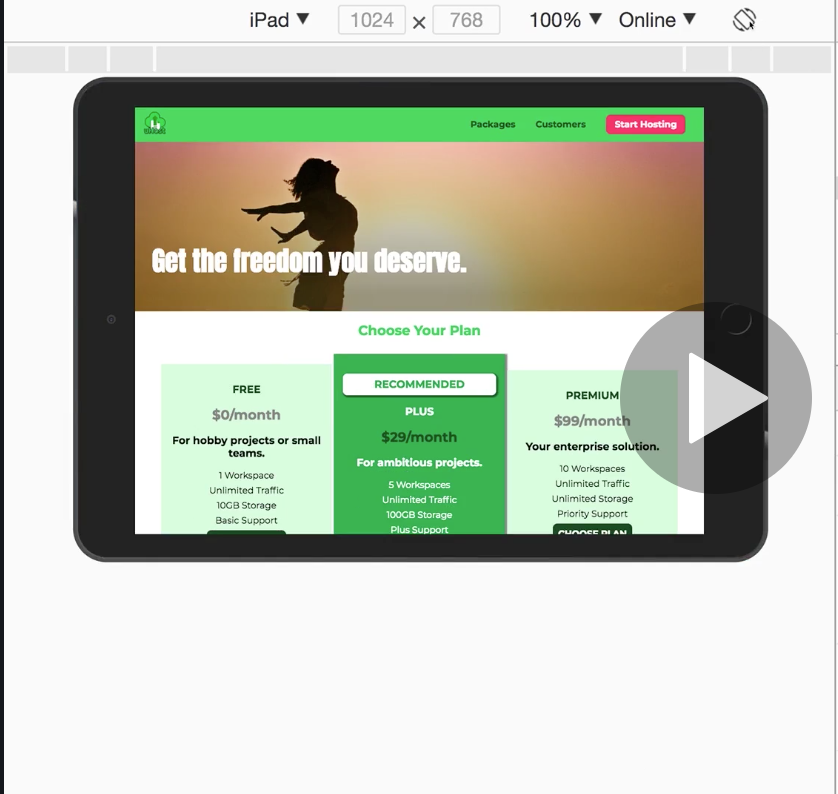 iPad ▼ 1024 × 768 100% ▼ Online ▼
Packages Customers Start Hosting
Get the freedom you deserve.
Choose Your Plan
FREE
$0/month
For hobby projects or small
teams.
1 Workspace
Unlimited Traffic
10GB Storage
Basic Support
RECOMMENDED
PLUS
$29/month
For ambitious projects.
5 Workspaces
Unlimited Traffic
100GB Storage
Plus Support
PREMIUM
$99/month
Your enterprise solution.
10 Workspaces
Unlimited Traffic
Unlimited Storage
Priority Support
CHOOSE PLAN